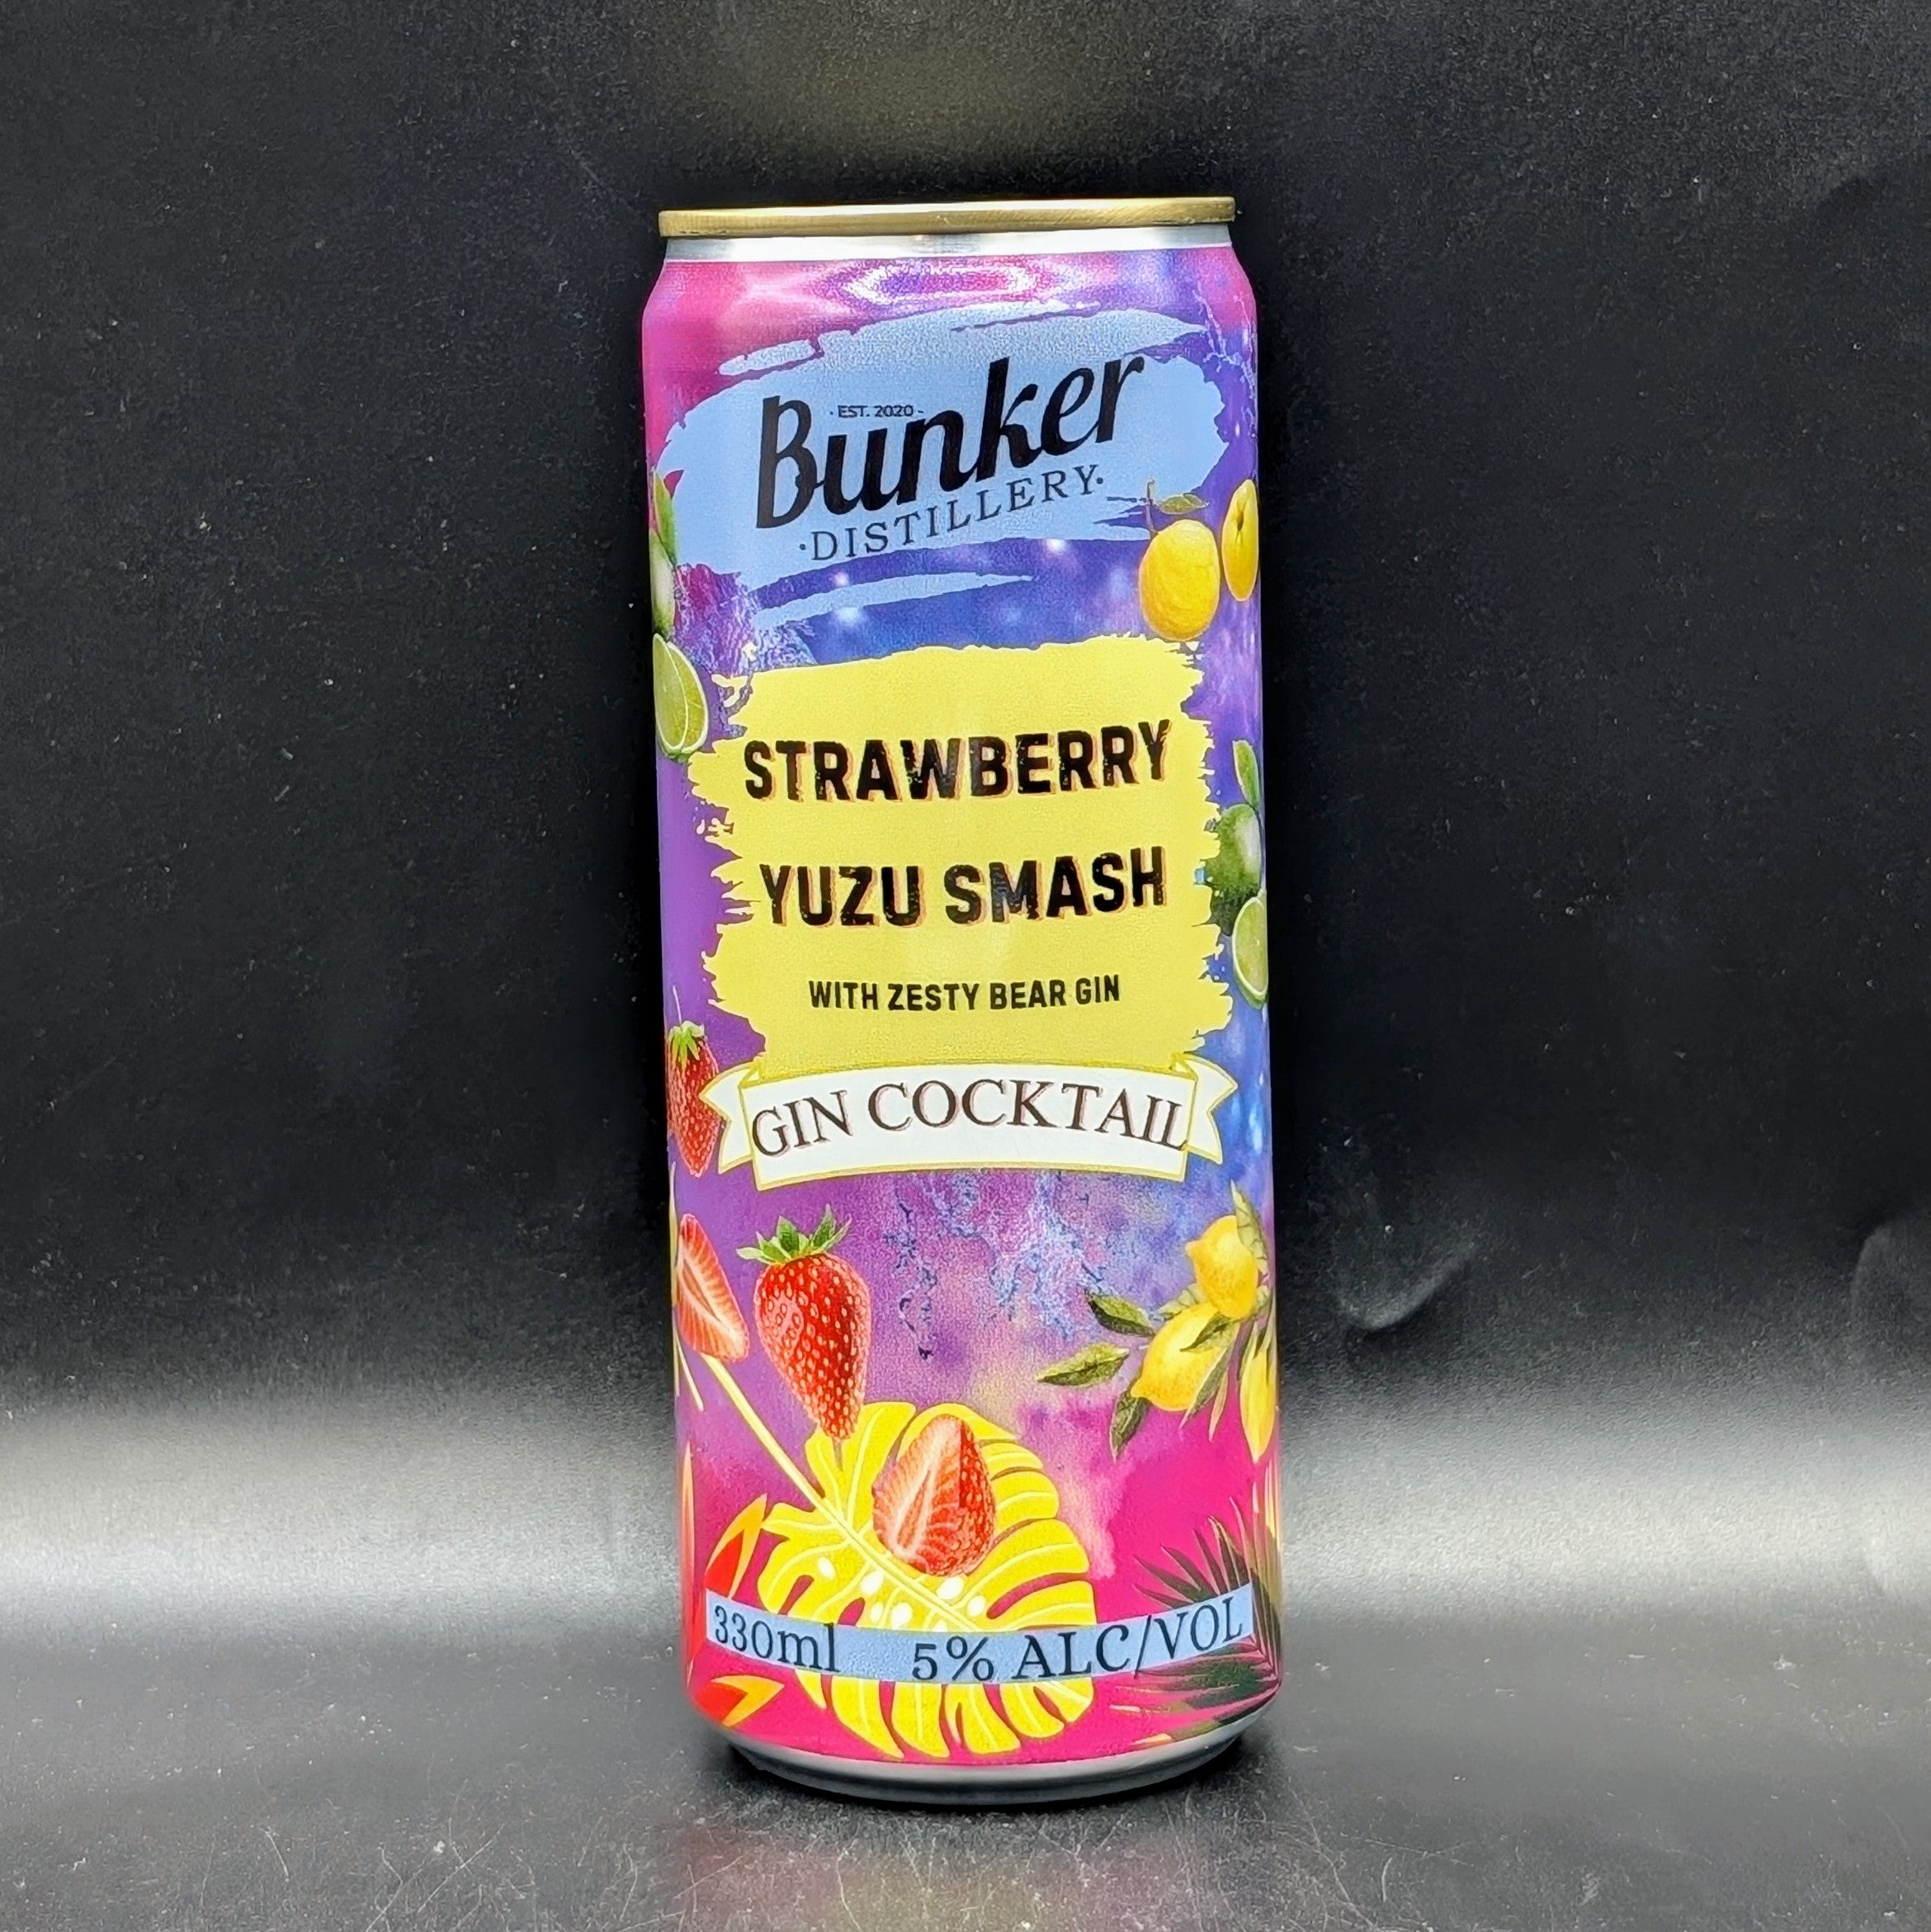 · EST. 2020 -
Bunker
·DISTILLERY·
STRAWBERRY
YUZU SMASH
WITH ZESTY BEAR GIN
GIN COCKTAIL
330ml 5% ALC/VOL